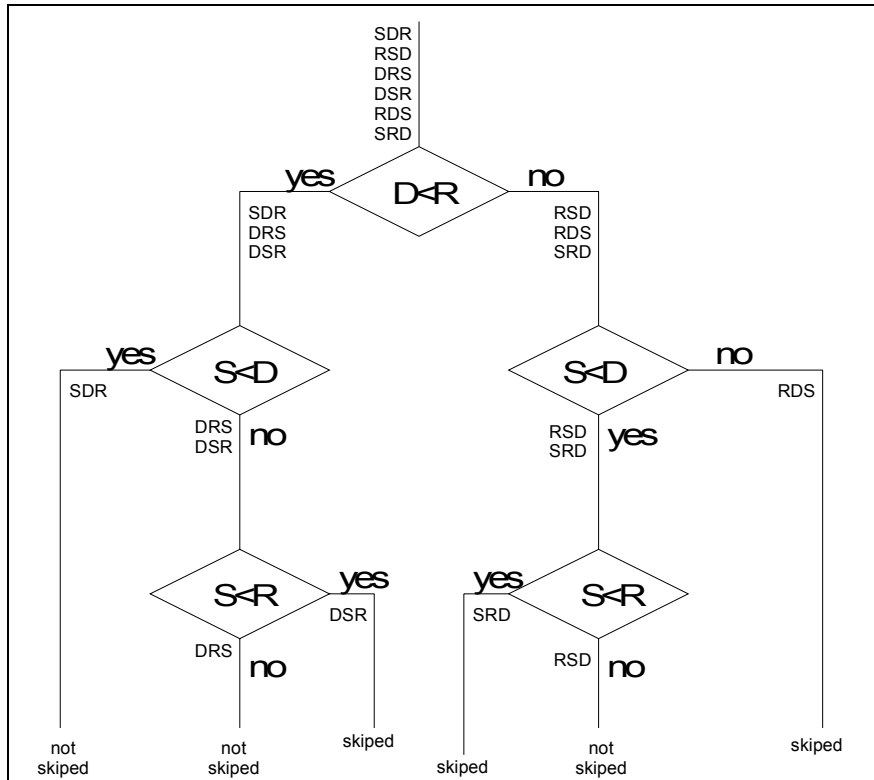 SDR
RSD
DRS
DSR
RDS
SRD
yes
D<R
no
SDR
DRS
DSR
RSD
RDS
SRD
yes
S<D
SDR
DRS
DSR
no
S<D
no
RDS
RSD
SRD
yes
S<R
yes
DSR
DRS
no
yes
S<R
SRD
RSD
no
not
skiped
not
skiped
skiped
skiped
not
skiped
skiped